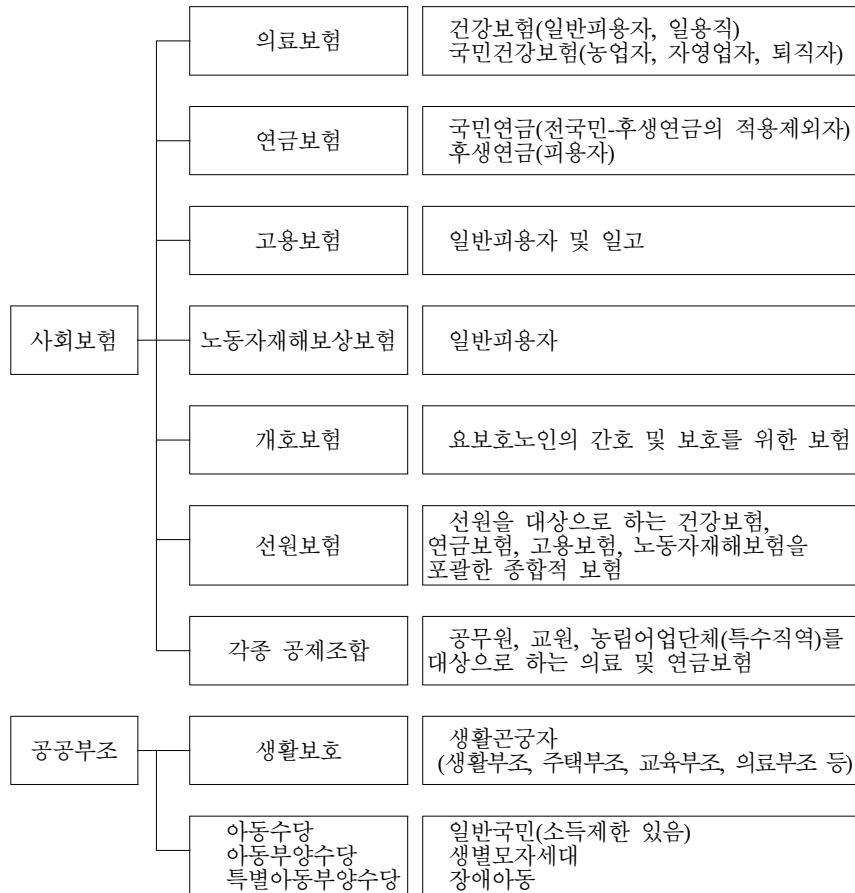 의료보험
건강보험(일반피용자, 일용직)
국민건강보험(농업자, 자영업자, 퇴직자)
연금보험
국민연금(전국민-후생연금의 적용제외자)
후생연금(피용자)
고용보험
일반피용자 및 일고
사회보험
노동자재해보상보험
일반피용자
개호보험
요보호노인의 간호 및 보호를 위한 보험
선원보험
선원을 대상으로 하는 건강보험,
연금보험, 고용보험, 노동자재해보험을
포괄한 종합적 보험
각종 공제조합
공무원, 교원, 농림어업단체(특수직역)를
대상으로 하는 의료 및 연금보험
공공부조
생활보호
생활곤궁자
(생활부조, 주택부조, 교육부조, 의료부조 등)
아동수당
아동부양수당
특별아동부양수당
일반국민(소득제한 있음)
생별모자세대
장애아동